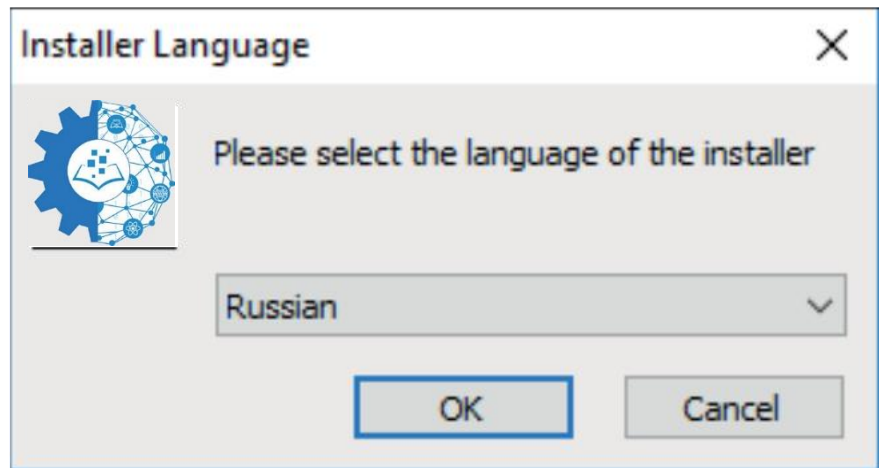 Installer Language
Please select the language of the installer
Russian
OK
Cancel